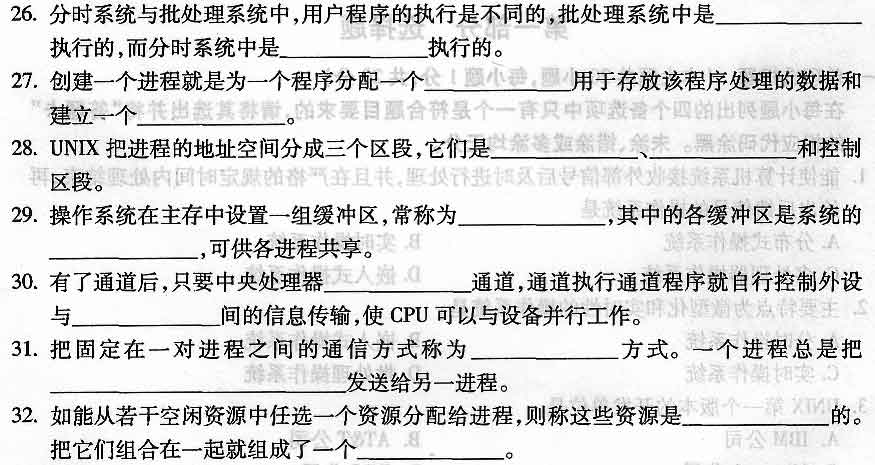 26. 分时系统与批处理系统中,用户程序的执行是不同的,批处理系统中是____________
执行的,而分时系统中是____________执行的。
27. 创建一个进程就是为一个程序分配一个____________用于存放该程序处理的数据和
建立一个____________。
28. UNIX 把进程的地址空间分成三个区段,它们是____________、____________和控制
区段。
29. 操作系统在主存中设置一组缓冲区,常称为____________,其中的各缓冲区是系统的
____________,可供各进程共享。
30. 有了通道后,只要中央处理器____________通道,通道执行通道程序就自行控制外设
与____________间的信息传输,使 CPU 可以与设备并行工作。
31. 把固定在一对进程之间的通信方式称为____________方式。一个进程总是把
________________________发送给另一进程。
32. 如能从若干空闲资源中任选一个资源分配给进程,则称这些资源是____________的。
把它们组合在一起就组成了一个____________。